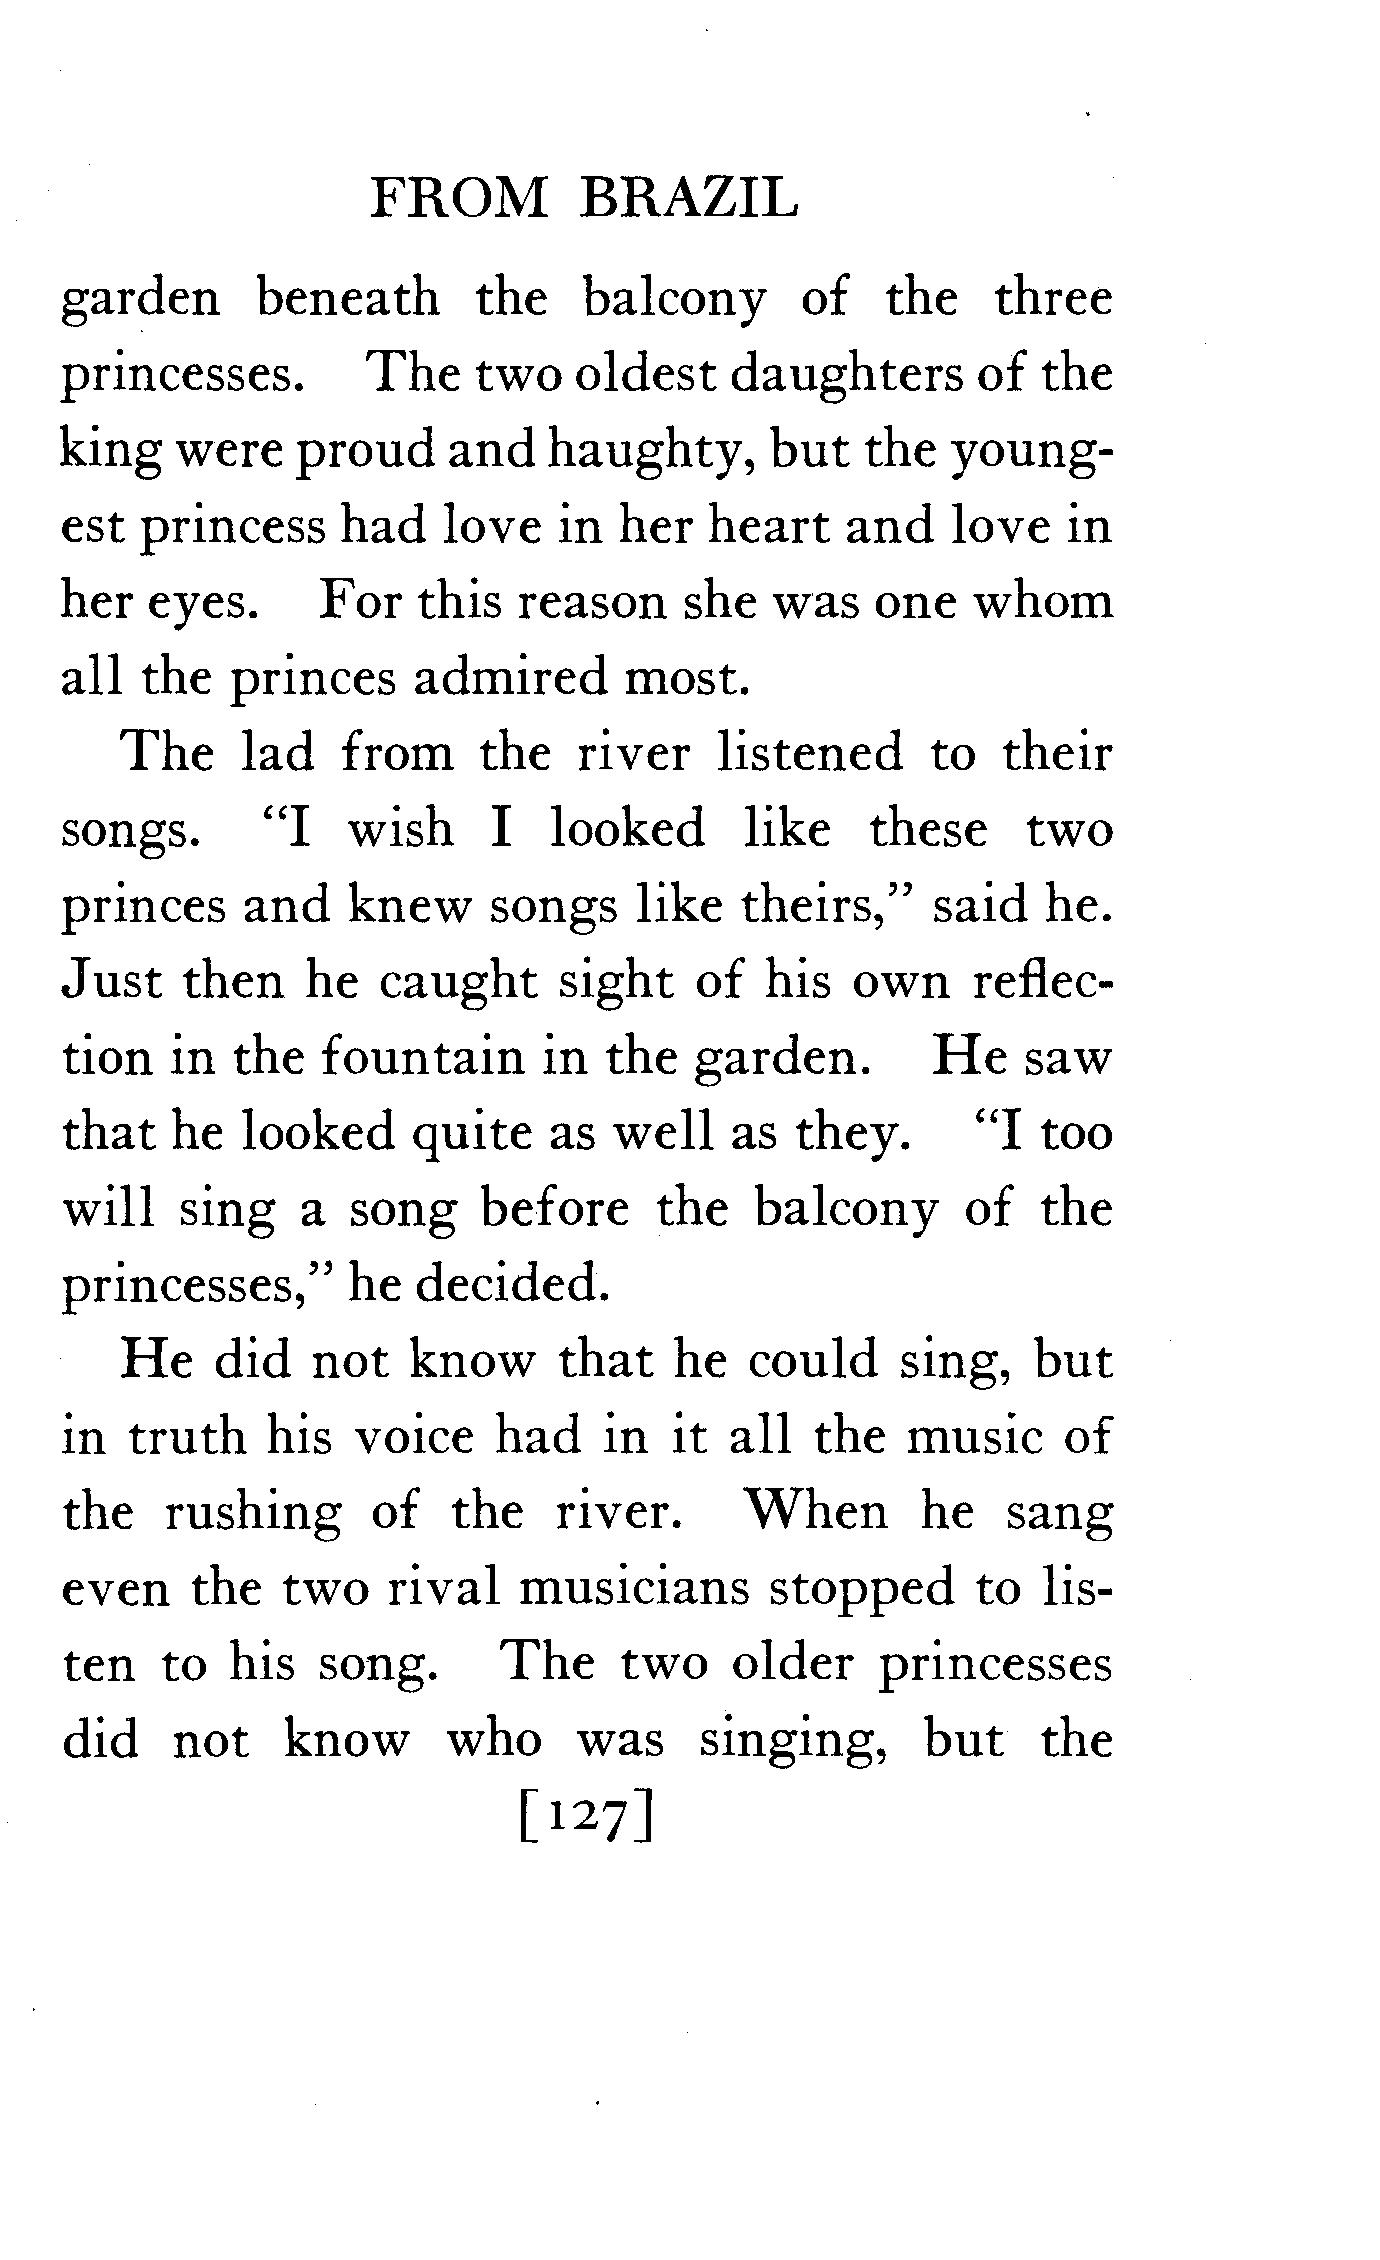 FROM BRAZIL
garden beneath the balcony of the three
princesses. The two oldest daughters of the
king were proud and haughty, but the young-
est princess had love in her heart and love in
her eyes. For this reason she was one whom
all the princes admired most.
The lad from the river listened to their
songs. "I wish I looked like these two
princes and knew songs like theirs," said he.
Just then he caught sight of his own reflec-
tion in the fountain in the garden. He saw
that he looked quite as well as they. "I too
will sing a song before the balcony of the
princesses," he decided.
He did not know that he could sing, but
in truth his voice had in it all the music of
the rushing of the river. When he sang
even the two rival musicians stopped to lis-
ten to his song. The two older princesses
did not know who was singing, but the
[127]